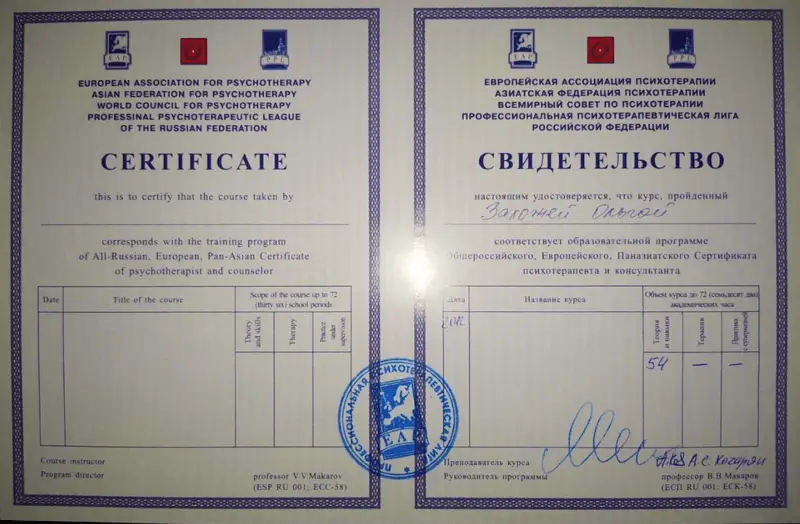 EAP
PPL
EUROPEAN ASSOCIATION FOR PSYCHOTHERAPY
ASIAN FEDERATION FOR PSYCHOTHERAPY
WORLD COUNCIL FOR PSYCHOTHERAPY
PROFESSINAL PSYCHOTERAPEUTIC LEAGUE
OF THE RUSSIAN FEDERATION
CERTIFICATE
this is to certify that the course taken by
corresponds with the training program
of All-Russian, European, Pan-Asian Certificate
of psychotherapist and counselor
Date
Title of the course
Scope of the course up to 72
(thirty six) school periods
Theory
and skills
Therapy
Practice
under
supervision
Course instructor
Program director
professor V.V.Makarov
(ESP RU 001; ECC-58)
EAP
PPL
ЕВРОПЕЙСКАЯ АССОЦИАЦИЯ ПСИХОТЕРАПИИ
АЗИАТСКАЯ ФЕДЕРАЦИЯ ПСИХОТЕРАПИИ
ВСЕМИРНЫЙ СОВЕТ ПО ПСИХОТЕРАПИИ
ПРОФЕССИОНАЛЬНАЯ ПСИХОТЕРАПЕВТИЧЕСКАЯ ЛИГА
РОССИЙСКОЙ ФЕДЕРАЦИИ
СВИДЕТЕЛЬСТВО
настоящим удостоверяется, что курс, пройденный
Ольгой
соответствует образовательной программе
Общероссийского, Европейского, Паназиатского Сертификата
психотерапевта и консультанта
Дата
Название курса
Объем курса до 72 (семьдесят два)
академических часа
Теория
и навыки
Терапия
Практика
с супервизией
2012
54 — —
ПРОФЕССИОНАЛЬНАЯ ПСИХОТЕРАПЕВТИЧЕСКАЯ ЛИГА
EAP
Преподаватель курса
А.С. Кочарян
Руководитель программы
профессор В.В.Макаров
(ЕСП RU 001; ЕСК-58)